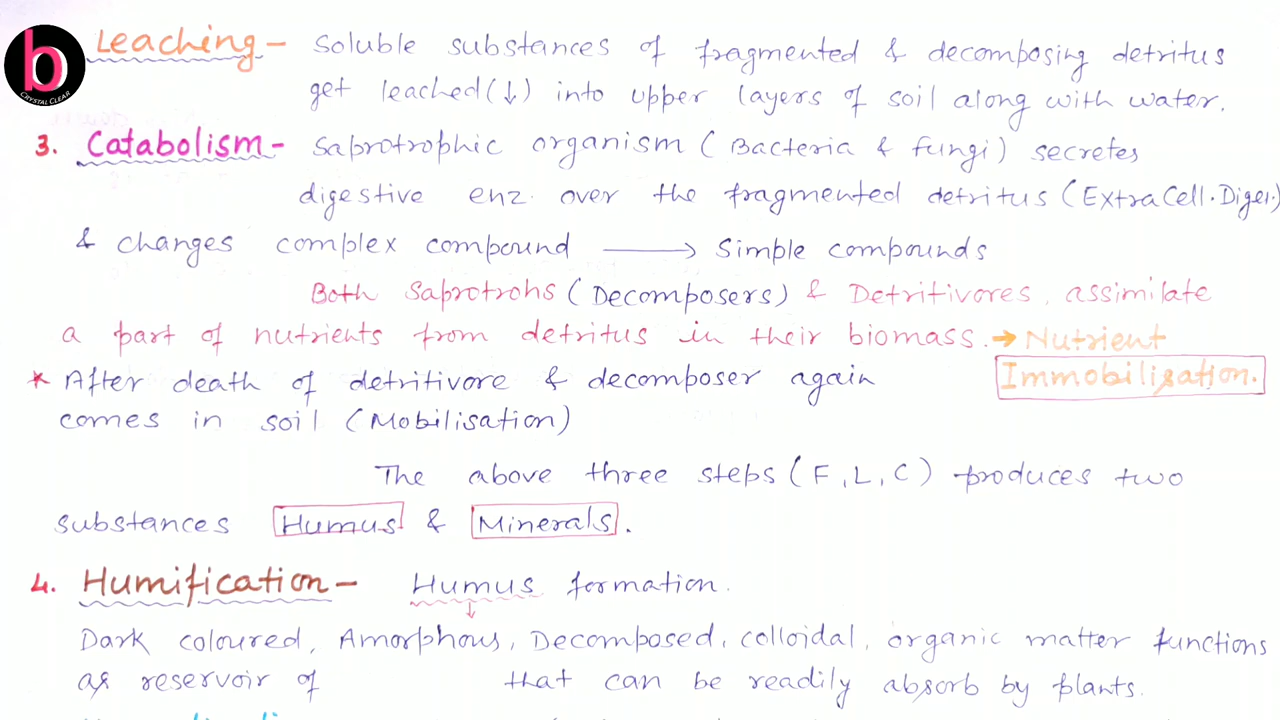 b
CRYSTAL CLEAR
Leaching - Soluble substances of fragmented & decomposing detritus
get leached (↓) into upper layers of soil along with water.
3. Catabolism - Saprotrophic organism (Bacteria & fungi) secretes
digestive enz. over the fragmented detritus (ExtraCell. Diges.)
& changes complex compound → Simple compounds
Both Saprotrohs (Decomposers) & Detritivores, assimilate
a part of nutrients from detritus in their biomass. → Nutrient
Immobilisation.
* After death of detritivore & decomposer again
comes in soil (Mobilisation)
The above three steps (F, L, C) produces two
substances Humus & Minerals.
4. Humification - Humus formation.
↓
Dark coloured, Amorphous, Decomposed, colloidal, organic matter functions
as reservoir of that can be readily absorb by plants.